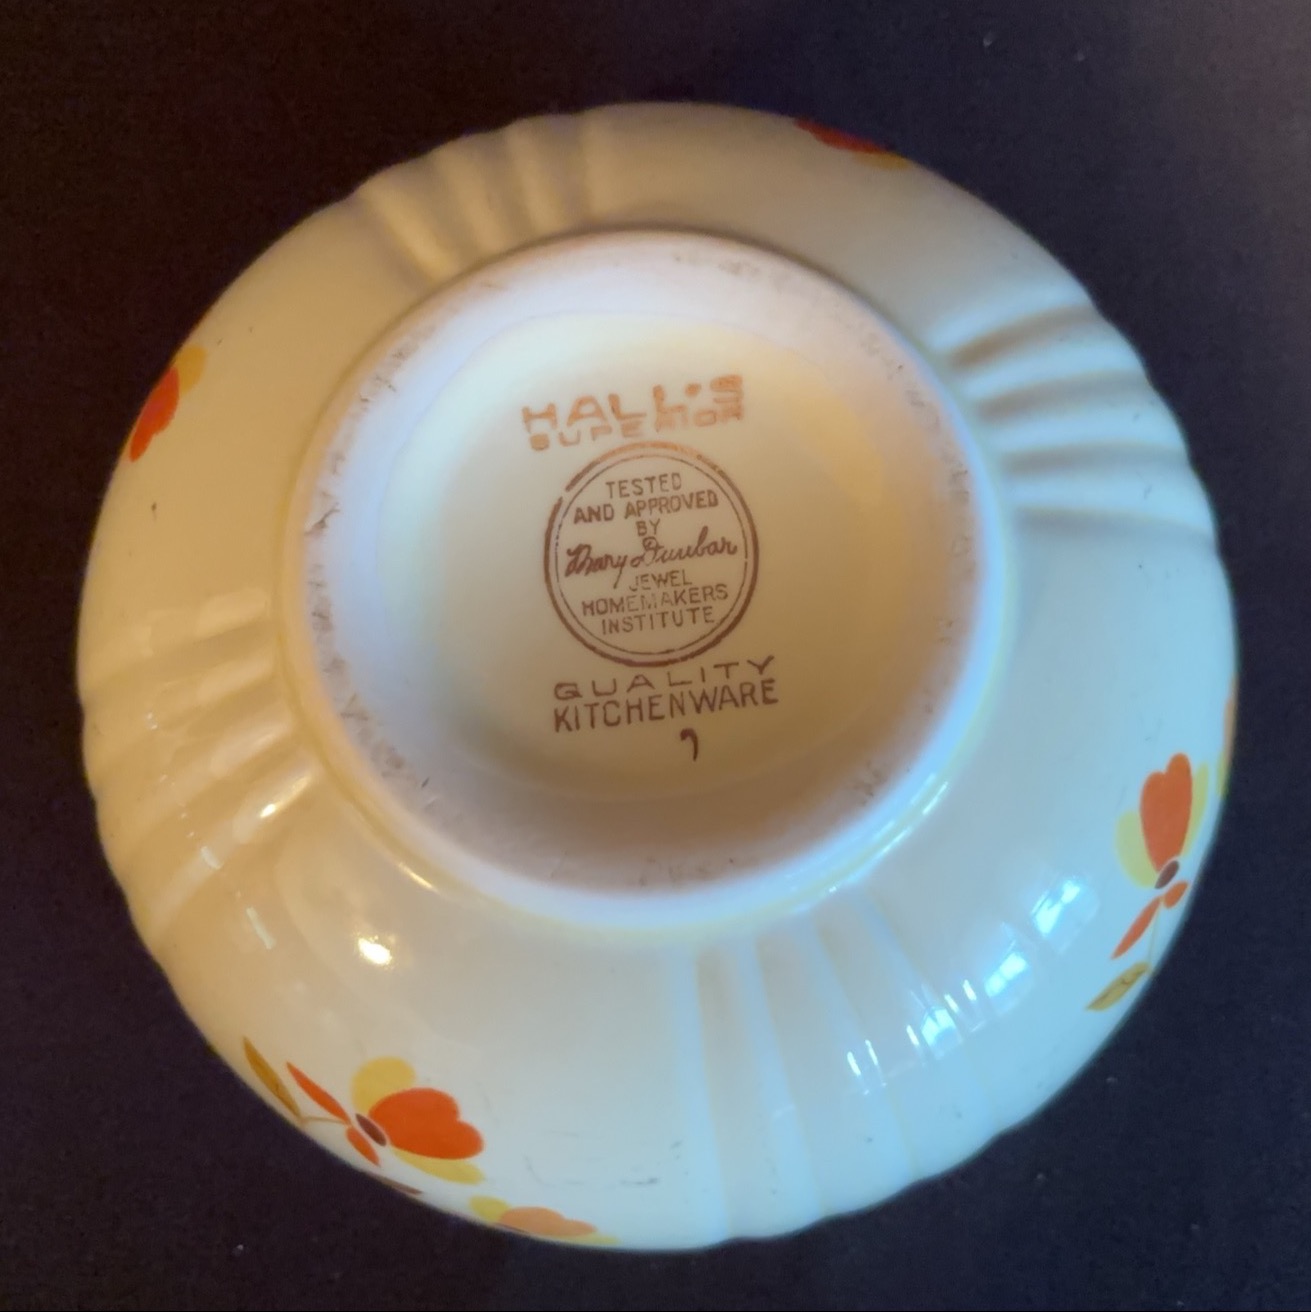 HALL'S
SUPERIOR
TESTED
AND APPROVED
BY
Mary Dunbar
JEWEL
HOMEMAKERS
INSTITUTE
QUALITY
KITCHENWARE